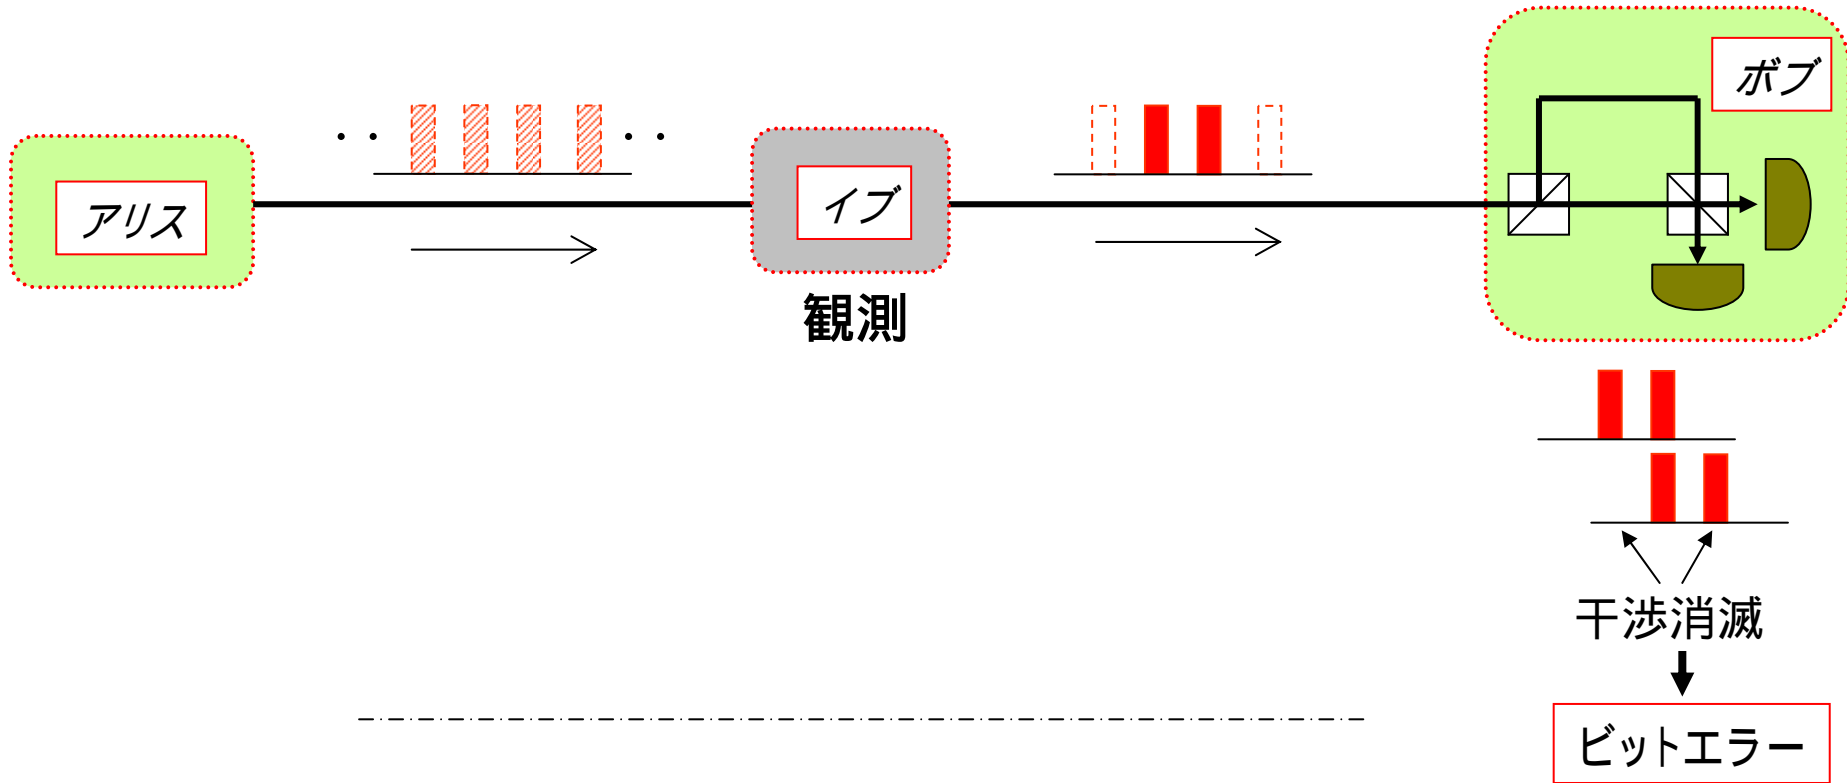 ボブ
アリス
イブ
観測
干渉消滅
ビットエラー